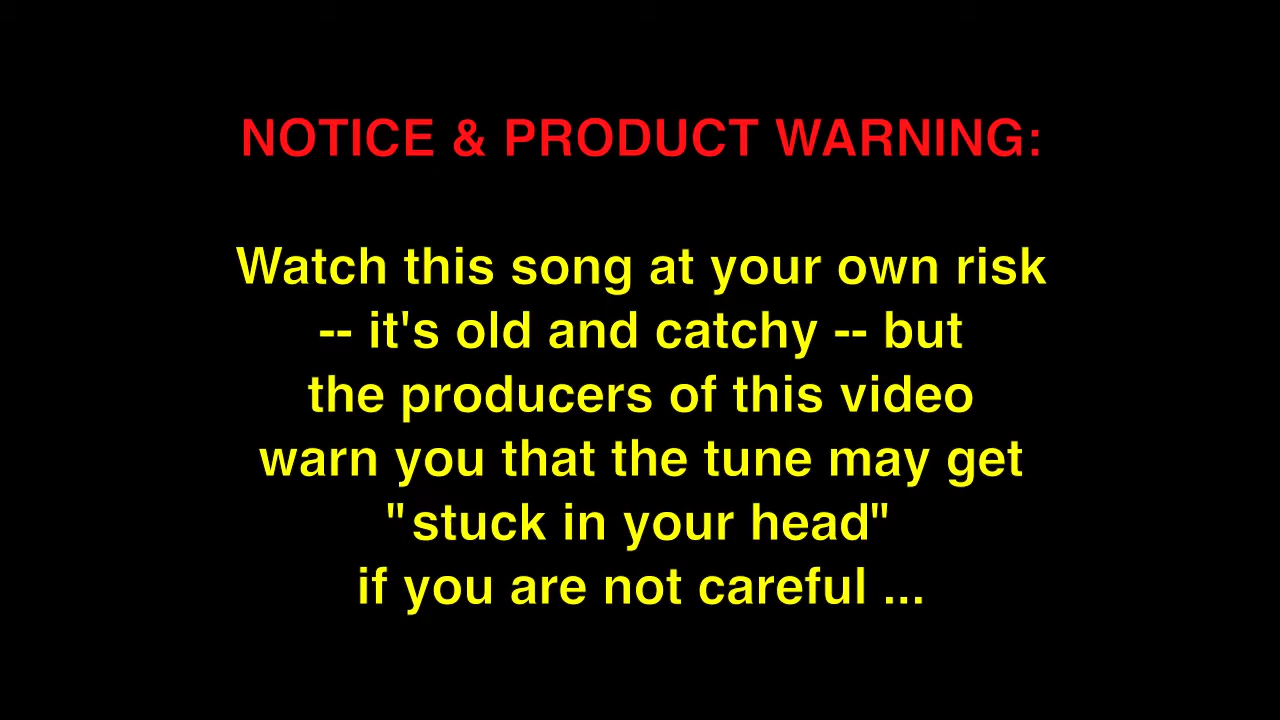 NOTICE & PRODUCT WARNING:
Watch this song at your own risk
-- it's old and catchy -- but
the producers of this video
warn you that the tune may get
"stuck in your head"
if you are not careful ...